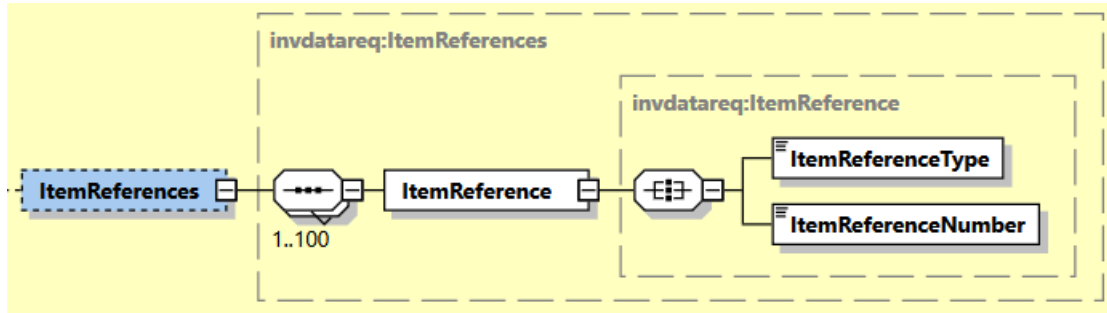 invdatareq:ItemReferences
invdatareq:ItemReference
ItemReferenceType
ItemReferences
ItemReference
ItemReferenceNumber
1..100